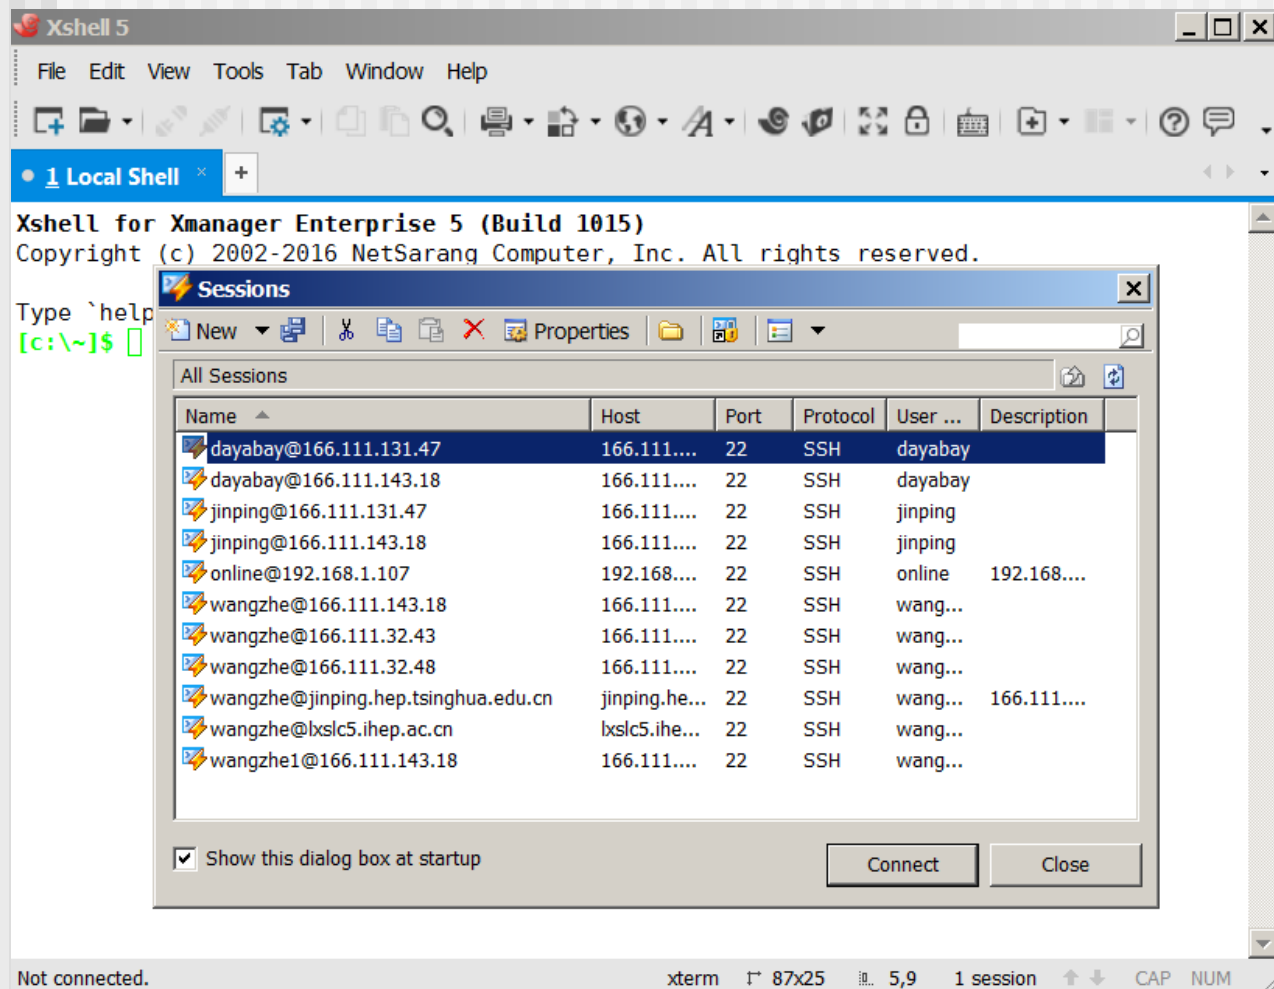 Xshell 5
File Edit View Tools Tab Window Help
1 Local Shell × +
Xshell for Xmanager Enterprise 5 (Build 1015)
Copyright (c) 2002-2016 NetSarang Computer, Inc. All rights reserved.
Type `help
[c:\~]$
Sessions
New Properties
All Sessions
Name Host Port Protocol User ... Description
dayabay@166.111.131.47 166.111.... 22 SSH dayabay
dayabay@166.111.143.18 166.111.... 22 SSH dayabay
jinping@166.111.131.47 166.111.... 22 SSH jinping
jinping@166.111.143.18 166.111.... 22 SSH jinping
online@192.168.1.107 192.168.... 22 SSH online 192.168....
wangzhe@166.111.143.18 166.111.... 22 SSH wang...
wangzhe@166.111.32.43 166.111.... 22 SSH wang...
wangzhe@166.111.32.48 166.111.... 22 SSH wang...
wangzhe@jinping.hep.tsinghua.edu.cn jinping.he... 22 SSH wang... 166.111....
wangzhe@lxslc5.ihep.ac.cn lxslc5.ihe... 22 SSH wang...
wangzhe1@166.111.143.18 166.111.... 22 SSH wang...
Show this dialog box at startup
Connect Close
Not connected. xterm 87x25 5,9 1 session CAP NUM